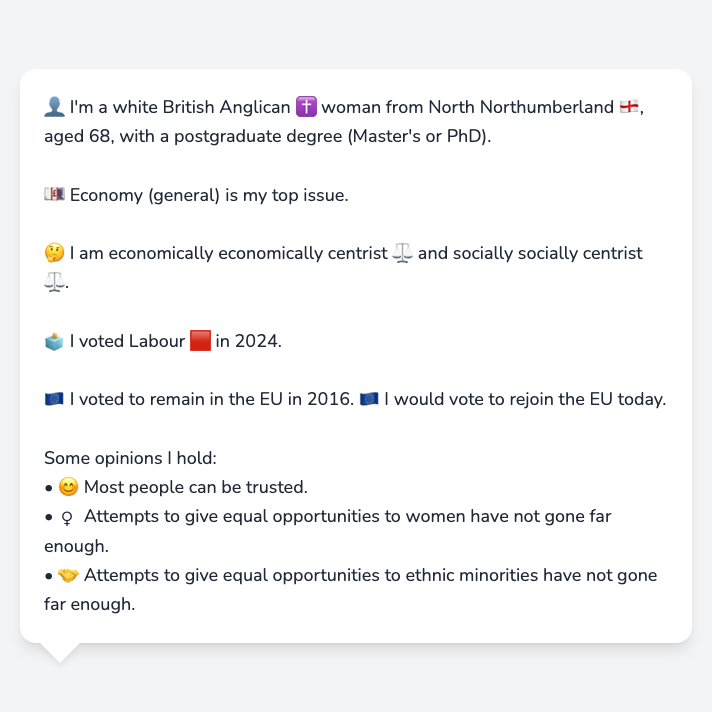 👤 I'm a white British Anglican ✝️ woman from North Northumberland 🏴󠁧󠁢󠁥󠁮󠁧󠁿,
aged 68, with a postgraduate degree (Master's or PhD).
💷 Economy (general) is my top issue.
🤔 I am economically economically centrist ⚖️ and socially socially centrist
⚖️.
🗳️ I voted Labour 🟥 in 2024.
🇪🇺 I voted to remain in the EU in 2016. 🇪🇺 I would vote to rejoin the EU today.
Some opinions I hold:
• 😊 Most people can be trusted.
• ♀ Attempts to give equal opportunities to women have not gone far
enough.
• 🤝 Attempts to give equal opportunities to ethnic minorities have not gone
far enough.